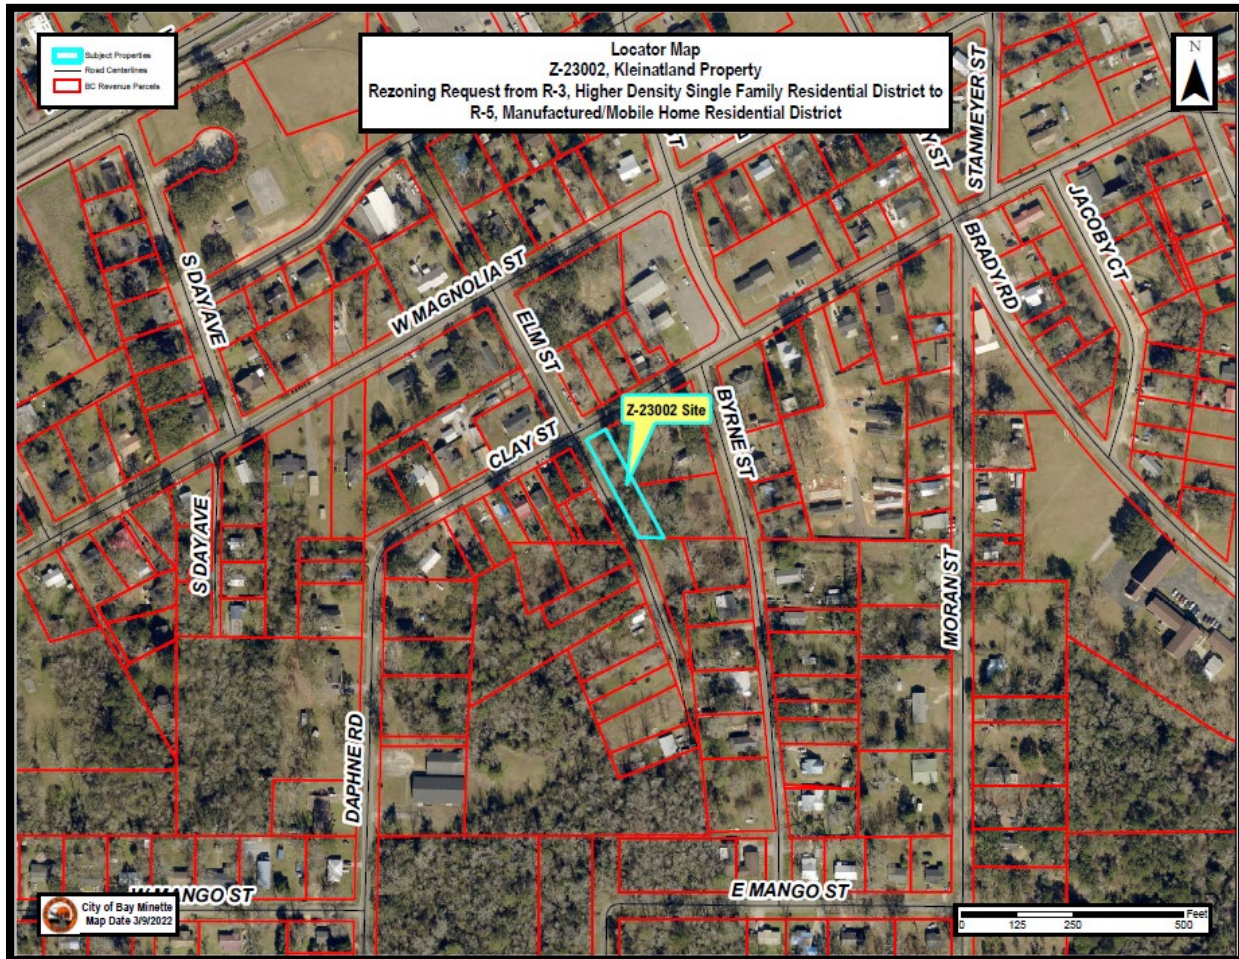 Locator Map
Z-23002, Kleinatland Property
Rezoning Request from R-3, Higher Density Single Family Residential District to
R-5, Manufactured/Mobile Home Residential District
Subject Properties
Road Centerlines
BC Revenue Parcels
N
STANMEYER ST
JACOBY CT
BRADY RD
S DAY AVE
W MAGNOLIA ST
ELM ST
Z-23002 Site
BYRNE ST
CLAY ST
S DAY AVE
MORAN ST
DAPHNE RD
W MANGO ST
E MANGO ST
City of Bay Minette
Map Date 3/9/2022
Feet
0 125 250 500